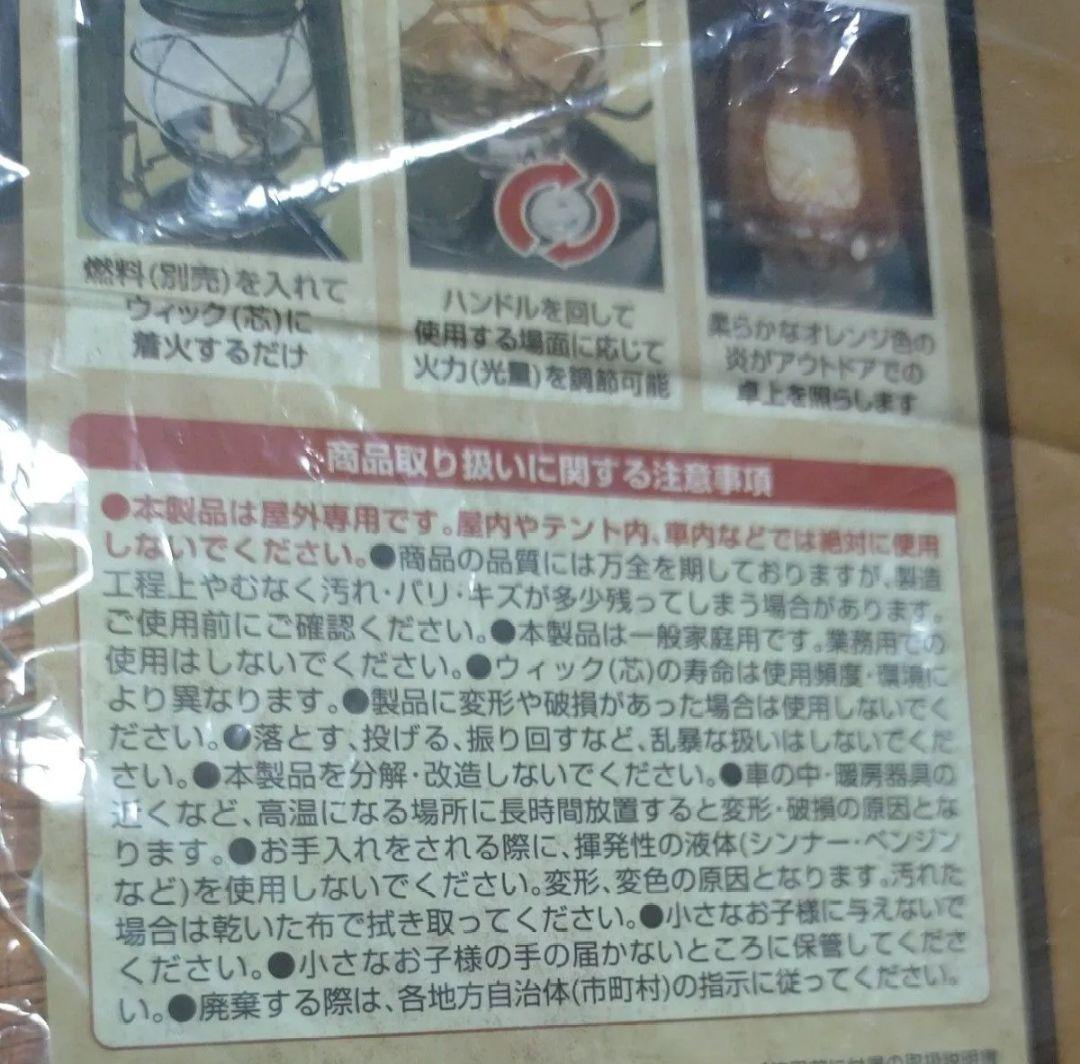 燃料(別売)を入れて
ウィック(芯)に
着火するだけ
ハンドルを回して
使用する場面に応じて
火力(光量)を調節可能
柔らかなオレンジ色の
炎がアウトドアでの
卓上を照らします
商品取り扱いに関する注意事項
●本製品は屋外専用です。屋内やテント内、車内などでは絶対に使用
しないでください。●商品の品質には万全を期しておりますが、製造
工程上やむなく汚れ・バリ・キズが多少残ってしまう場合があります。
ご使用前にご確認ください。●本製品は一般家庭用です。業務用での
使用はしないでください。●ウィック(芯)の寿命は使用頻度・環境に
より異なります。●製品に変形や破損があった場合は使用しないでく
ださい。●落とす、投げる、振り回すなど、乱暴な扱いはしないでくだ
さい。●本製品を分解・改造しないでください。●車の中・暖房器具の
近くなど、高温になる場所に長時間放置すると変形・破損の原因とな
ります。●お手入れをされる際に、揮発性の液体(シンナー・ベンジン
など)を使用しないでください。変形、変色の原因となります。汚れた
場合は乾いた布で拭き取ってください。●小さなお子様に与えないで
ください。●小さなお子様の手の届かないところに保管してくださ
い。●廃棄する際は、各地方自治体(市町村)の指示に従ってください。